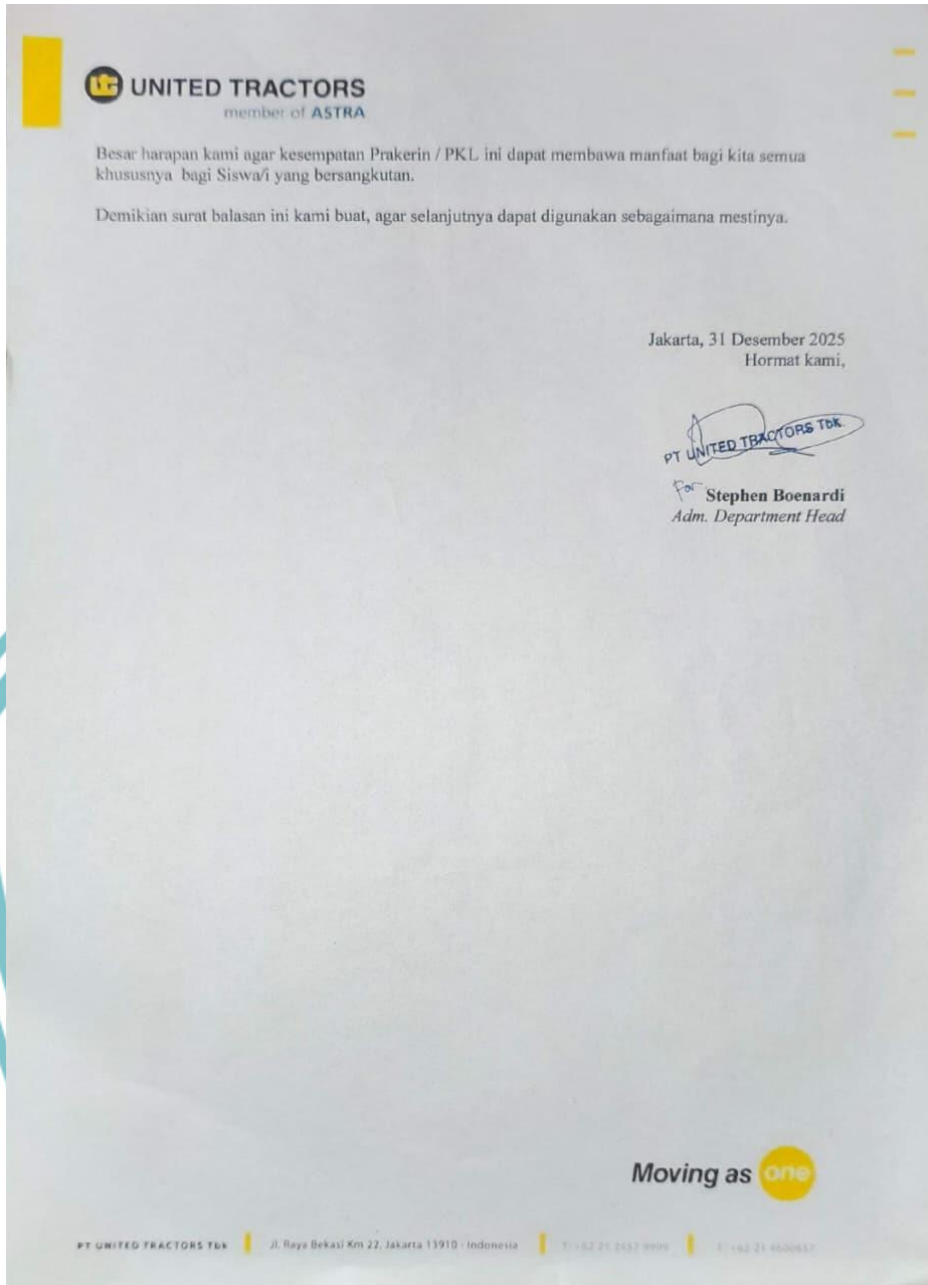 UNITED TRACTORS
member of ASTRA
Besar harapan kami agar kesempatan Prakerin / PKL ini dapat membawa manfaat bagi kita semua
khususnya bagi Siswa/i yang bersangkutan.
Demikian surat balasan ini kami buat, agar selanjutnya dapat digunakan sebagaimana mestinya.
Jakarta, 31 Desember 2025
Hormat kami,
PT UNITED TRACTORS Tbk.
For Stephen Boenardi
Adm. Department Head
Moving as one
PT UNITED TRACTORS Tbk Jl. Raya Bekasi Km 22, Jakarta 13910 - Indonesia